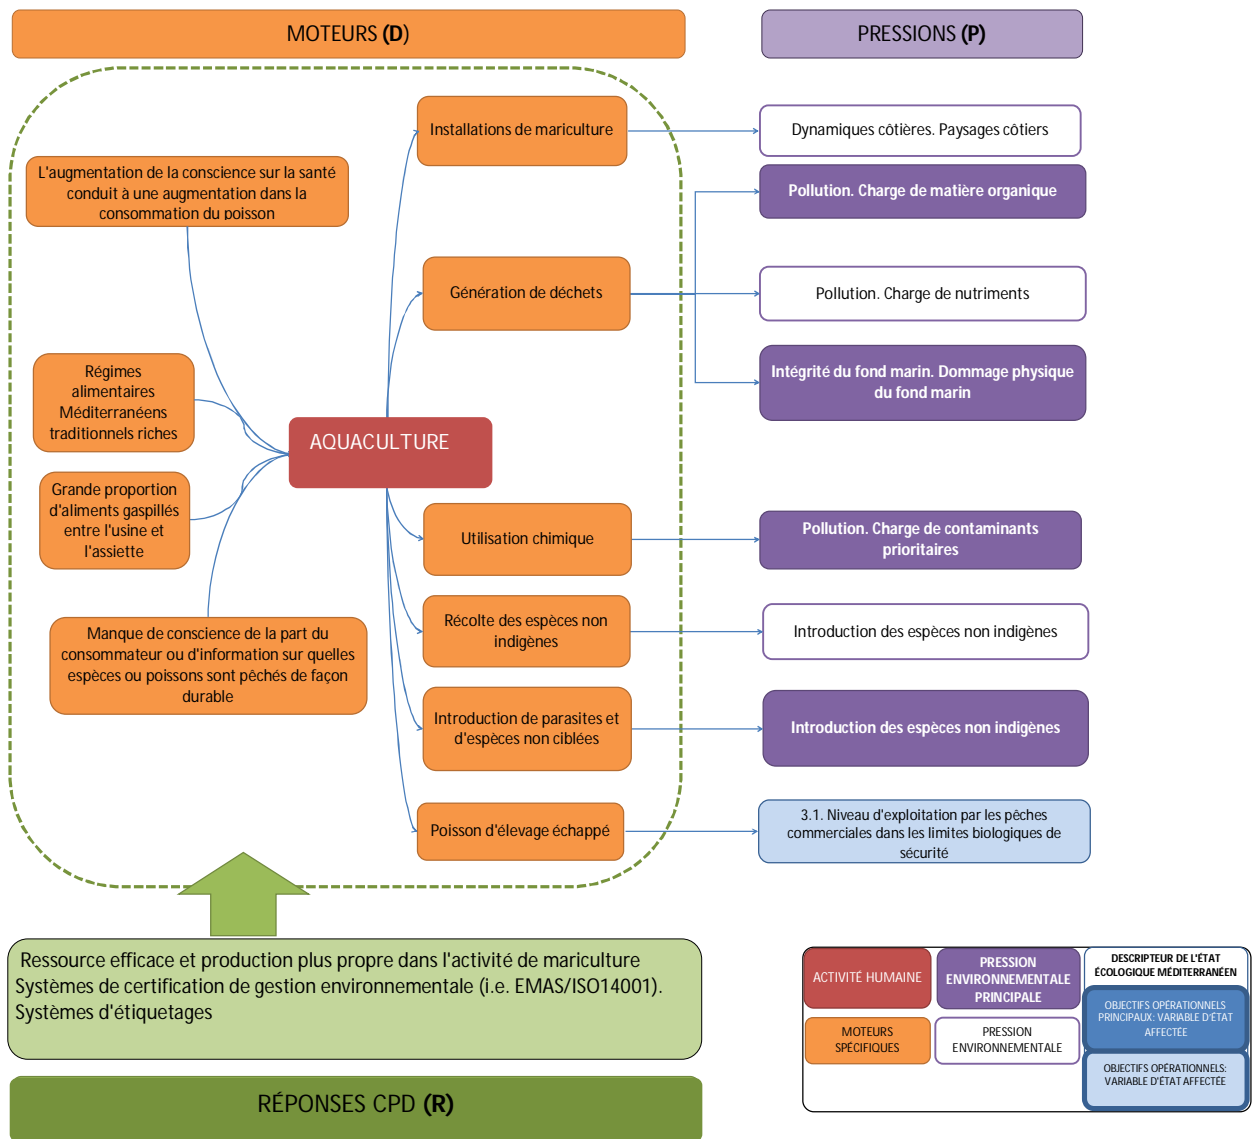 MOTEURS (D)
PRESSIONS (P)
L'augmentation de la conscience sur la santé
conduit à une augmentation dans la
consommation du poisson
Régimes
alimentaires
Méditerranéens
traditionnels riches
Grande proportion
d'aliments gaspillés
entre l'usine et
l'assiette
Manque de conscience de la part du
consommateur ou d'information sur quelles
espèces ou poissons sont pêchés de façon
durable
AQUACULTURE
Installations de mariculture
Génération de déchets
Utilisation chimique
Récolte des espèces non
indigènes
Introduction de parasites et
d'espèces non ciblées
Poisson d'élevage échappé
Dynamiques côtières. Paysages côtiers
Pollution. Charge de matière organique
Pollution. Charge de nutriments
Intégrité du fond marin. Dommage physique
du fond marin
Pollution. Charge de contaminants
prioritaires
Introduction des espèces non indigènes
Introduction des espèces non indigènes
3.1. Niveau d'exploitation par les pêches
commerciales dans les limites biologiques de
sécurité
Ressource efficace et production plus propre dans l'activité de mariculture
Systèmes de certification de gestion environnementale (i.e. EMAS/ISO14001).
Systèmes d'étiquetages
RÉPONSES CPD (R)
ACTIVITÉ HUMAINE
PRESSION
ENVIRONNEMENTALE
PRINCIPALE
DESCRIPTEUR DE L'ÉTAT
ÉCOLOGIQUE MÉDITERRANÉEN
OBJECTIFS OPÉRATIONNELS
PRINCIPAUX: VARIABLE D'ÉTAT
AFFECTÉE
MOTEURS
SPÉCIFIQUES
PRESSION
ENVIRONNEMENTALE
OBJECTIFS OPÉRATIONNELS:
VARIABLE D'ÉTAT AFFECTÉE